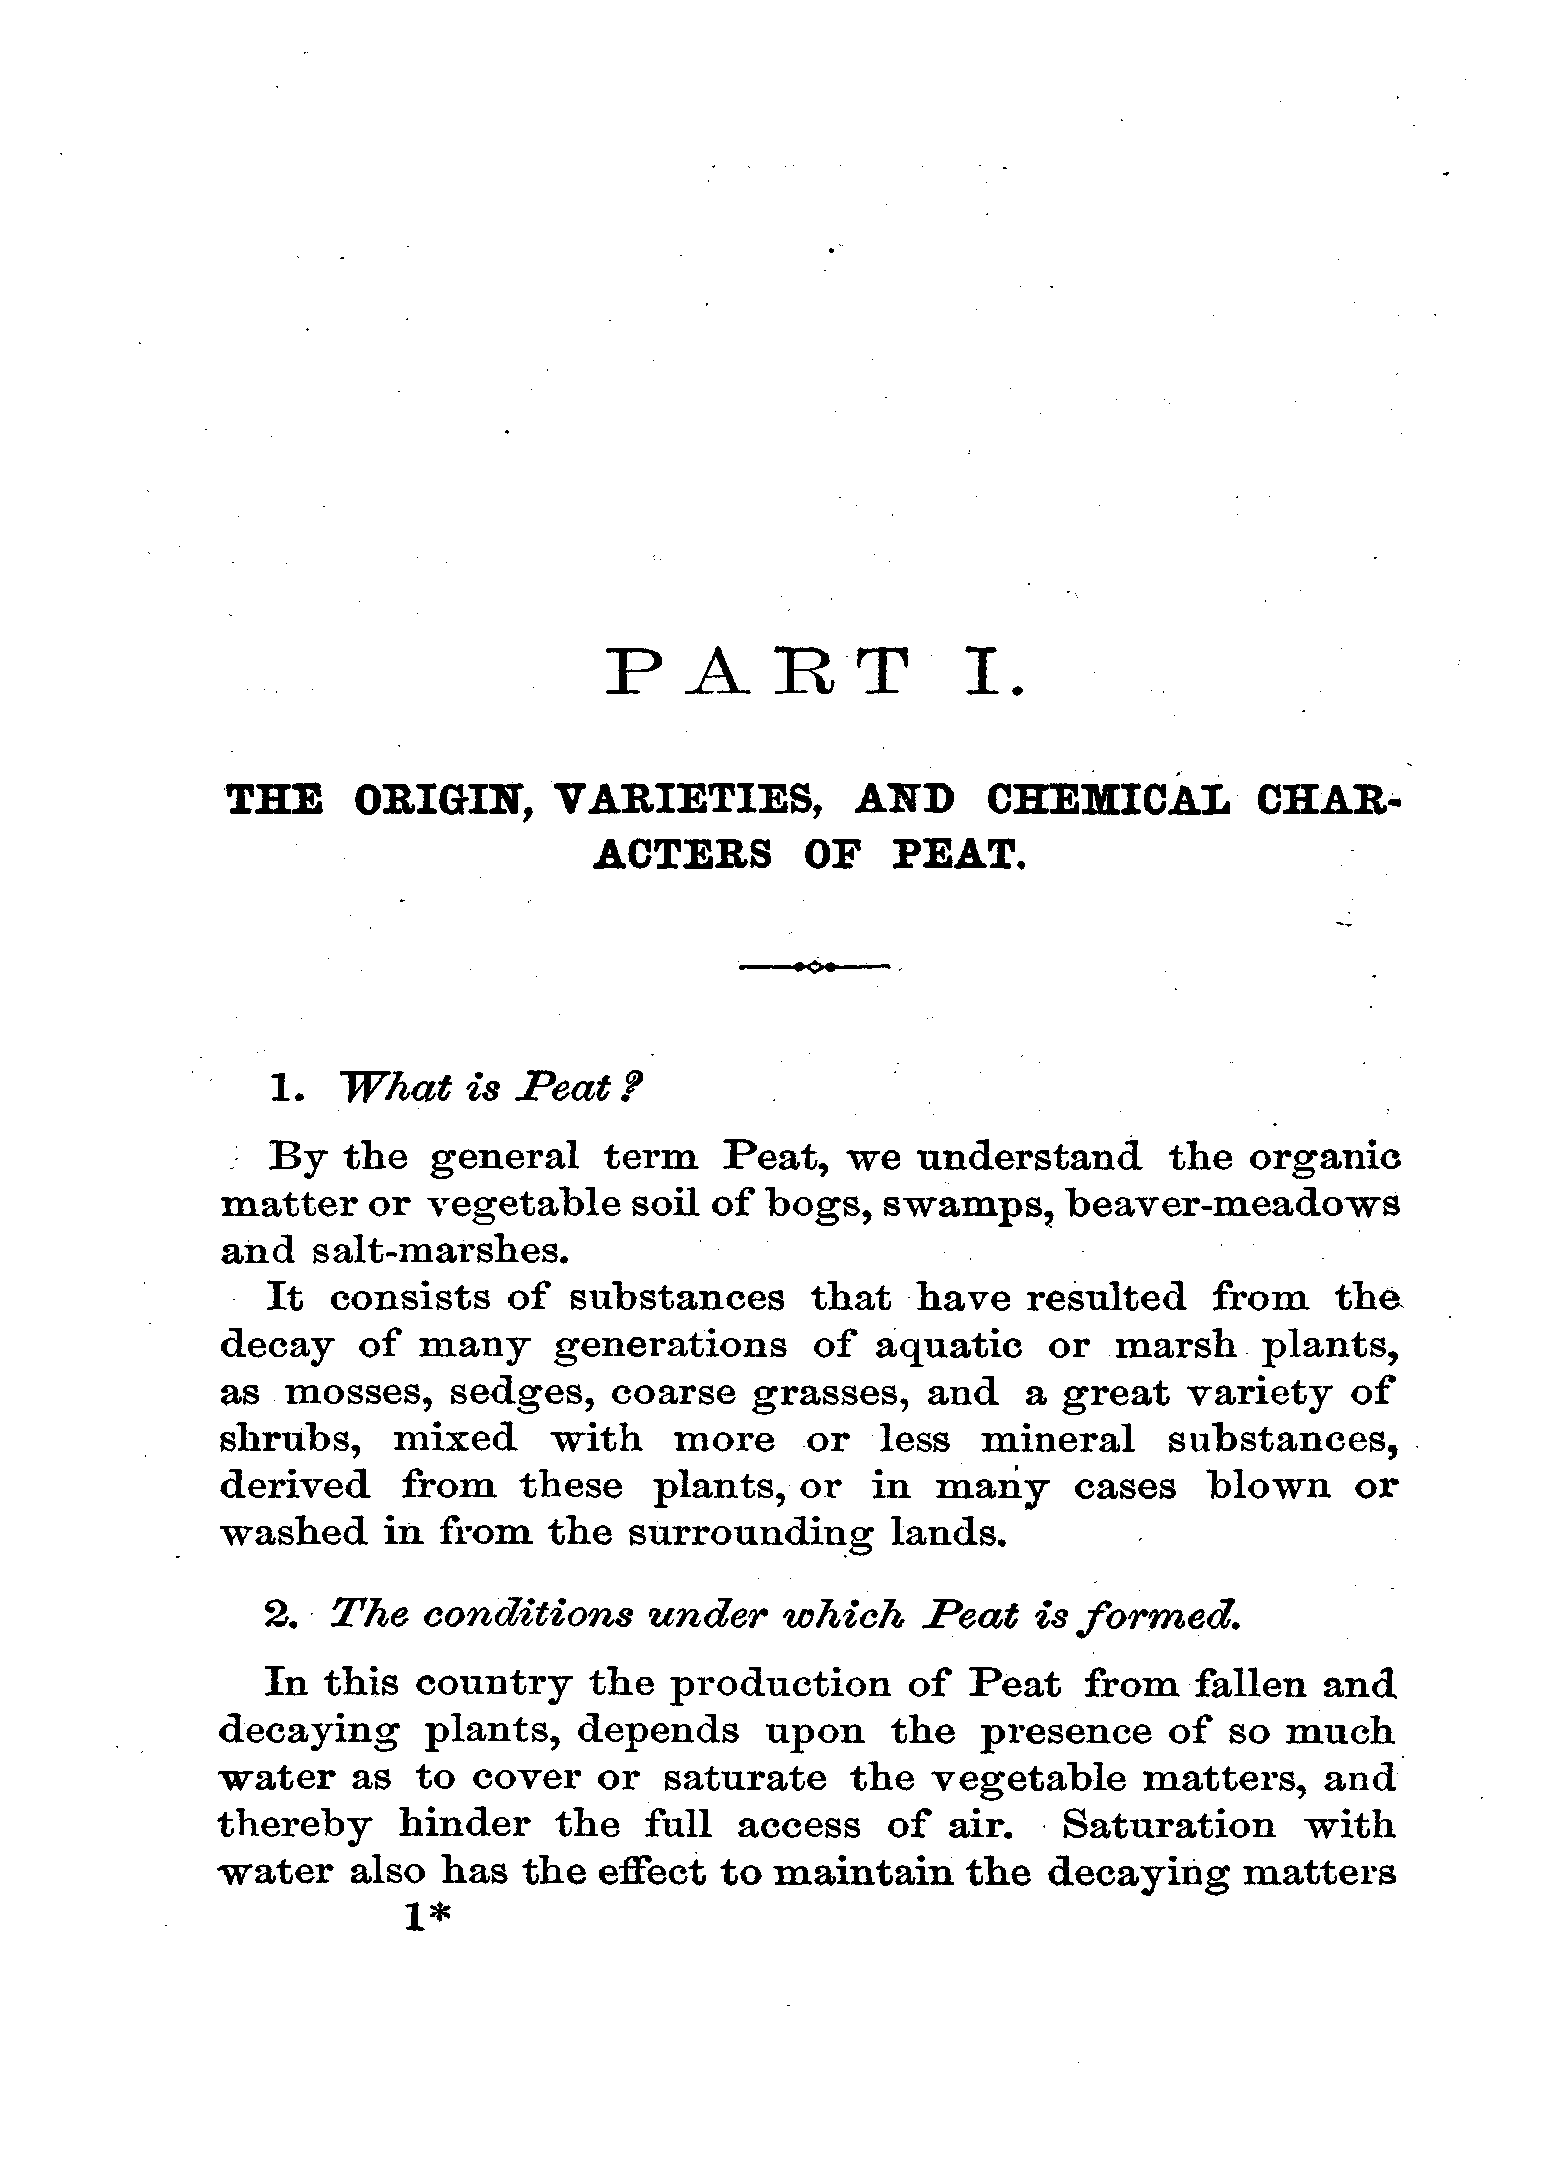 PART I.
THE ORIGIN, VARIETIES, AND CHEMICAL CHAR-
ACTERS OF PEAT.
1. What is Peat?
By the general term Peat, we understand the organic
matter or vegetable soil of bogs, swamps, beaver-meadows
and salt-marshes.
It consists of substances that have resulted from the
decay of many generations of aquatic or marsh plants,
as mosses, sedges, coarse grasses, and a great variety of
shrubs, mixed with more or less mineral substances,
derived from these plants, or in many cases blown or
washed in from the surrounding lands.
2. The conditions under which Peat is formed.
In this country the production of Peat from fallen and
decaying plants, depends upon the presence of so much
water as to cover or saturate the vegetable matters, and
thereby hinder the full access of air. Saturation with
water also has the effect to maintain the decaying matters
1*